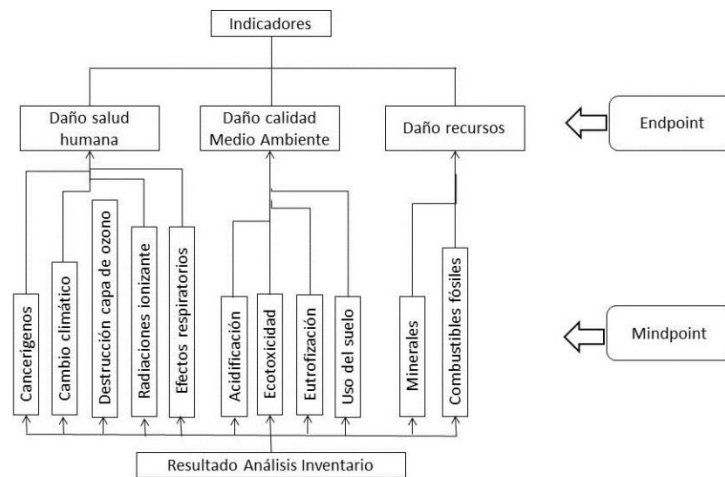 Indicadores
Daño salud
humana
Daño calidad
Medio Ambiente
Daño recursos
Endpoint
Cancerígenos
Cambio climático
Destrucción capa de ozono
Radiaciones ionizante
Efectos respiratorios
Acidificación
Ecotoxicidad
Eutrofización
Uso del suelo
Minerales
Combustibles fósiles
Mindpoint
Resultado Análisis Inventario